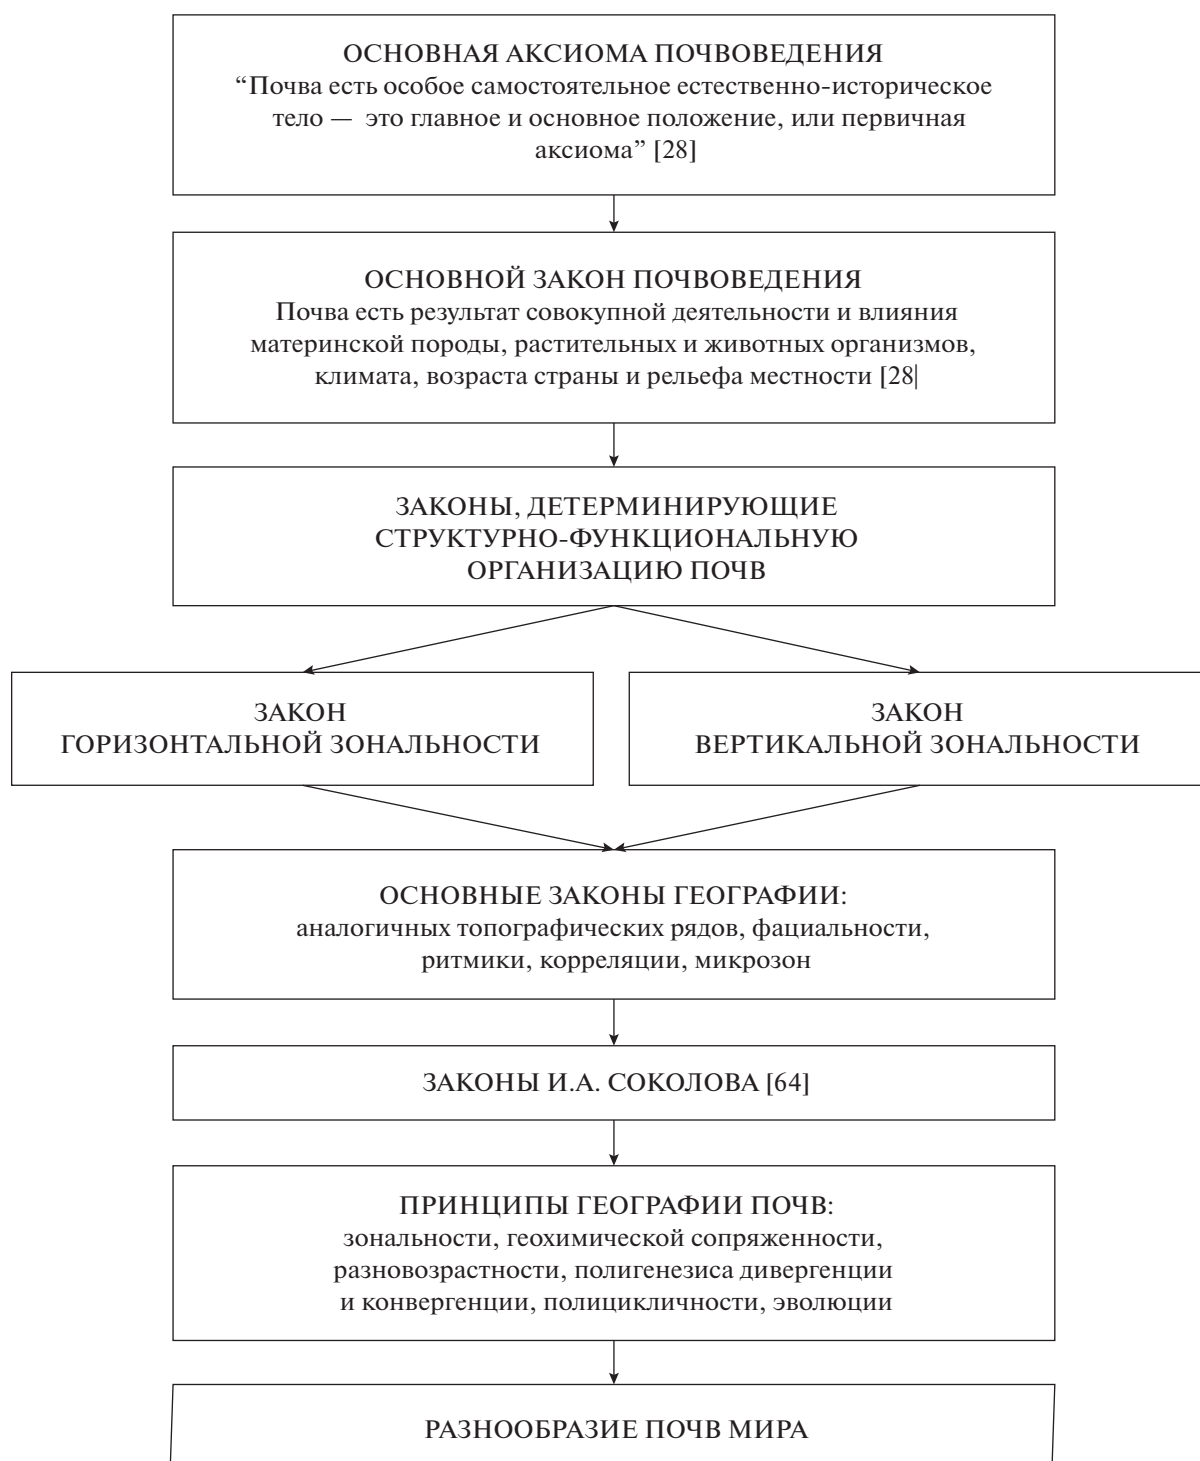 ОСНОВНАЯ АКСИОМА ПОЧВОВЕДЕНИЯ
“Почва есть особое самостоятельное естественно-историческое
тело — это главное и основное положение, или первичная
аксиома” [28]
ОСНОВНОЙ ЗАКОН ПОЧВОВЕДЕНИЯ
Почва есть результат совокупной деятельности и влияния
материнской породы, растительных и животных организмов,
климата, возраста страны и рельефа местности [28|
ЗАКОНЫ, ДЕТЕРМИНИРУЮЩИЕ
СТРУКТУРНО-ФУНКЦИОНАЛЬНУЮ
ОРГАНИЗАЦИЮ ПОЧВ
ЗАКОН
ГОРИЗОНТАЛЬНОЙ ЗОНАЛЬНОСТИ
ЗАКОН
ВЕРТИКАЛЬНОЙ ЗОНАЛЬНОСТИ
ОСНОВНЫЕ ЗАКОНЫ ГЕОГРАФИИ:
аналогичных топографических рядов, фациальности,
ритмики, корреляции, микрозон
ЗАКОНЫ И.А. СОКОЛОВА [64]
ПРИНЦИПЫ ГЕОГРАФИИ ПОЧВ:
зональности, геохимической сопряженности,
разновозрастности, полигенезиса дивергенции
и конвергенции, полицикличности, эволюции
РАЗНООБРАЗИЕ ПОЧВ МИРА